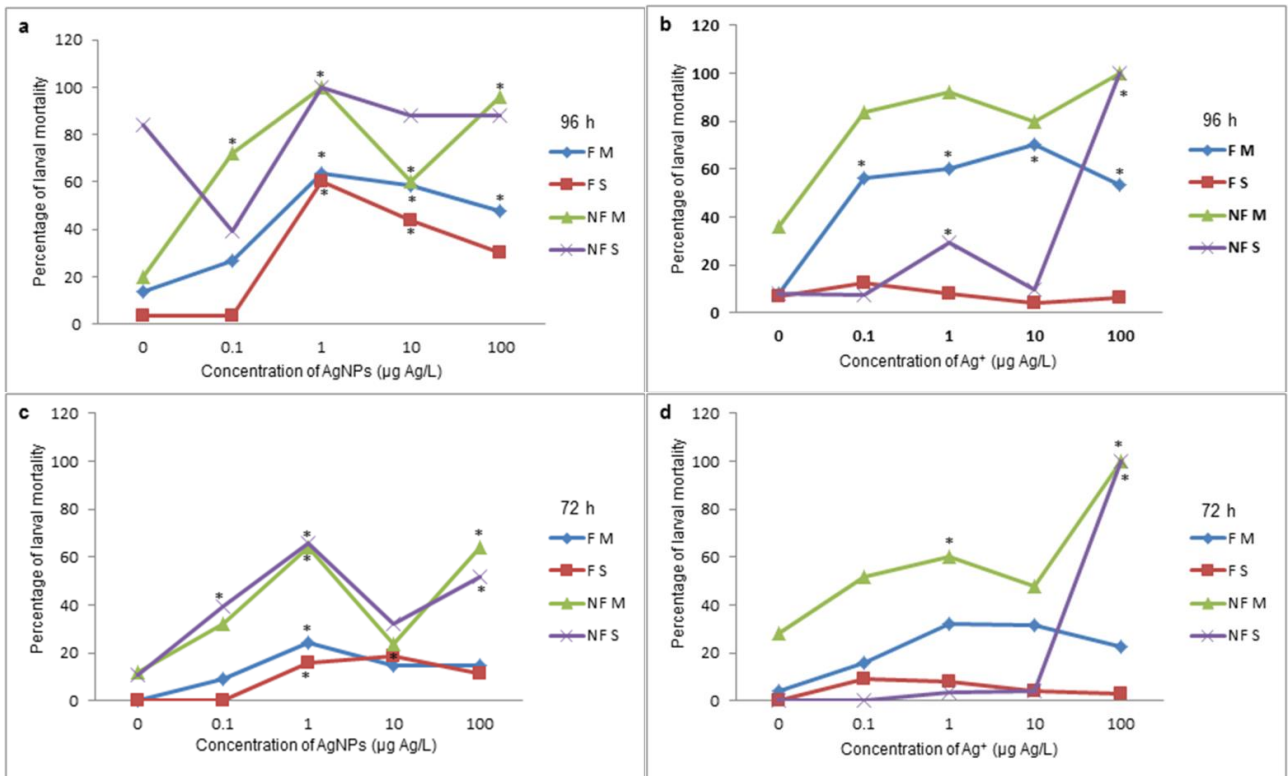 a
Percentage of larval mortality
120
100
80
60
40
20
0
0 0.1 1 10 100
Concentration of AgNPs (µg Ag/L)
96 h
F M
F S
NF M
NF S
* * * * * * * * *
b
Percentage of larval mortality
120
100
80
60
40
20
0
0 0.1 1 10 100
Concentration of Ag⁺ (µg Ag/L)
96 h
F M
F S
NF M
NF S
* * * * * *
c
Percentage of larval mortality
120
100
80
60
40
20
0
0 0.1 1 10 100
Concentration of AgNPs (µg Ag/L)
72 h
F M
F S
NF M
NF S
* * * * * * * *
d
Percentage of larval mortality
120
100
80
60
40
20
0
0 0.1 1 10 100
Concentration of Ag⁺ (µg Ag/L)
72 h
F M
F S
NF M
NF S
* * *